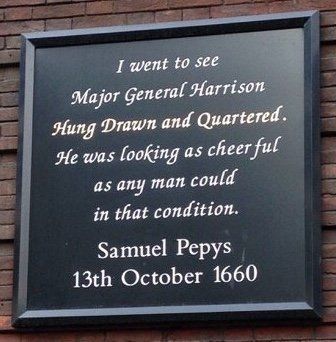 I went to see
Major General Harrison
Hung Drawn and Quartered.
He was looking as cheerful
as any man could
in that condition.
Samuel Pepys
13th October 1660